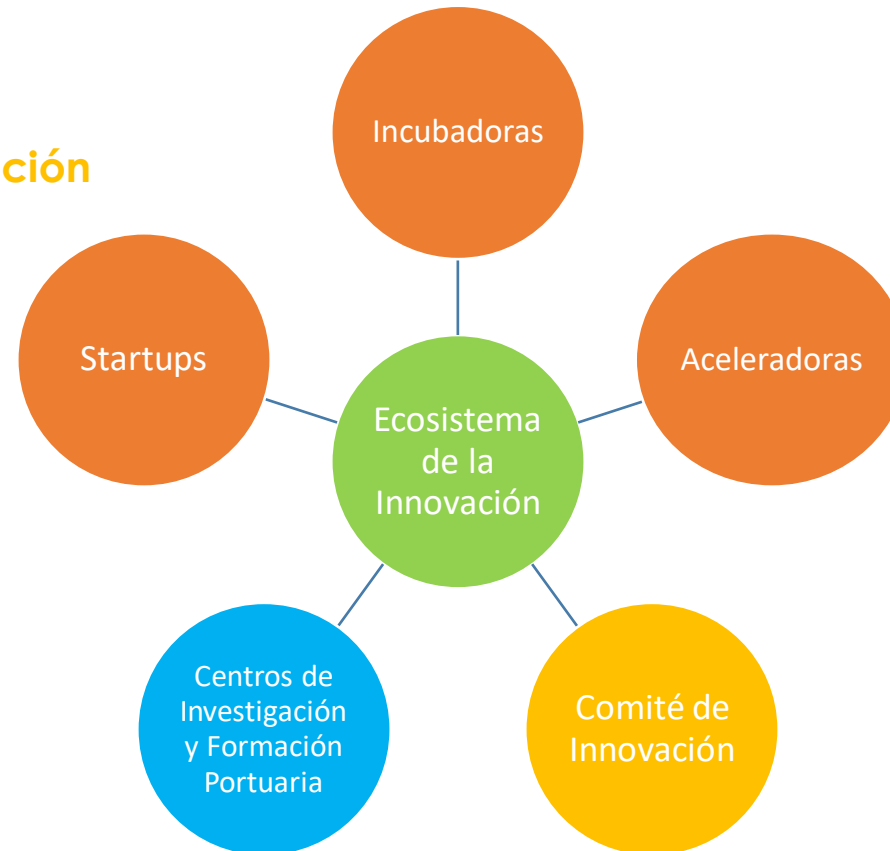 Incubadoras
ción
Startups
Aceleradoras
Ecosistema
de la
Innovación
Centros de
Investigación
y Formación
Portuaria
Comité de
Innovación